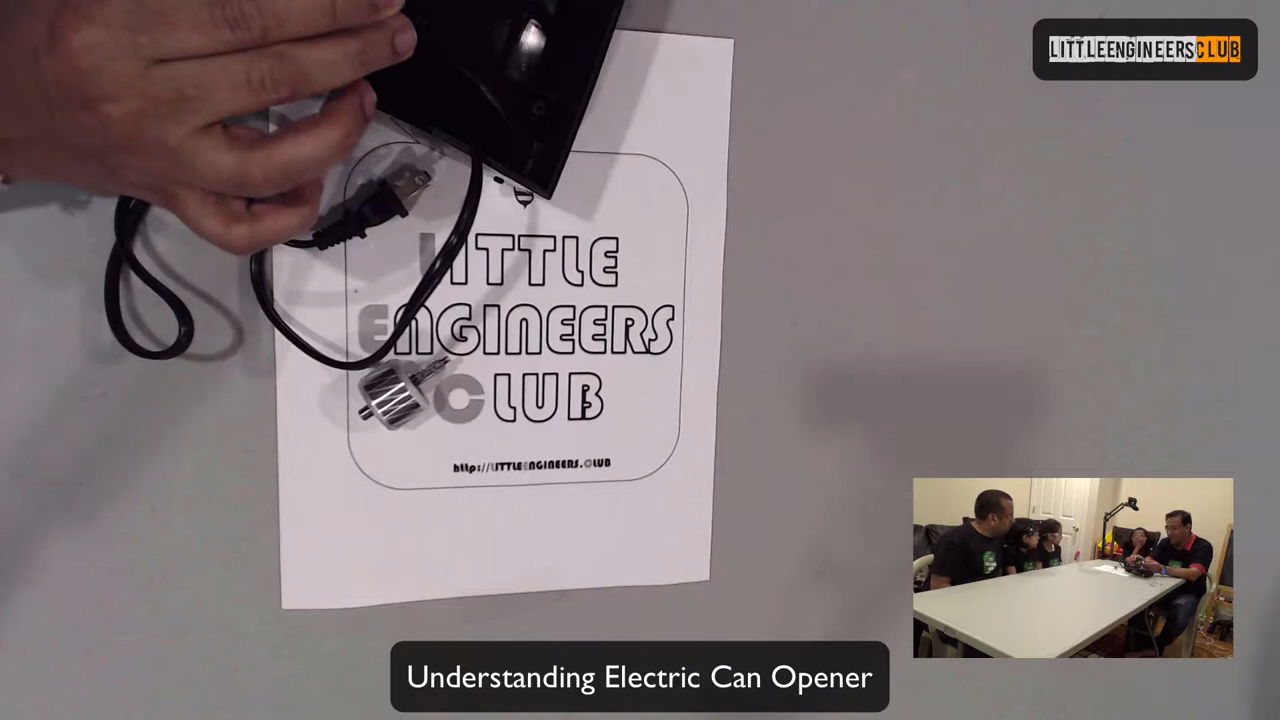 LITTLEENGINEERSCLUB
LITTLE
ENGINEERS
CLUB
http://LITTLEENGINEERS.CLUB
Understanding Electric Can Opener